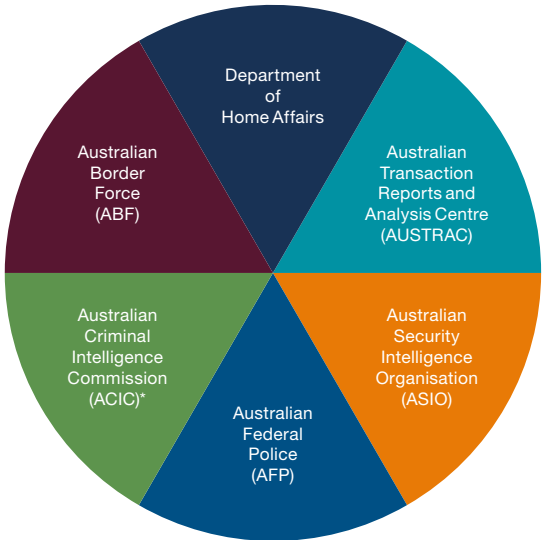 Department
of
Home Affairs
Australian
Transaction
Reports and
Analysis Centre
(AUSTRAC)
Australian
Security
Intelligence
Organisation
(ASIO)
Australian
Federal
Police
(AFP)
Australian
Criminal
Intelligence
Commission
(ACIC)*
Australian
Border
Force
(ABF)